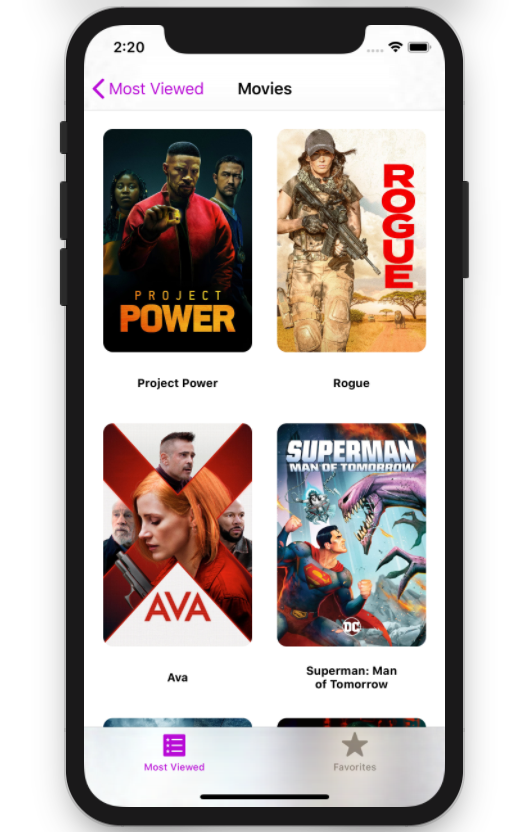 2:20
Most Viewed
Movies
PROJECT
POWER
ROGUE
Project Power
Rogue
AVA
SUPERMAN
MAN OF TOMORROW
DC
Ava
Superman: Man
of Tomorrow
Most Viewed
Favorites